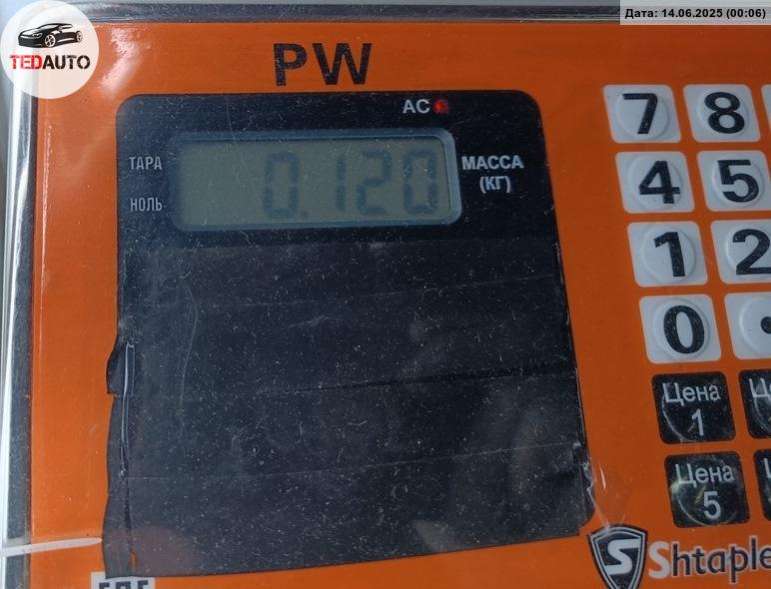 Дата: 14.06.2025 (00:06)
TEDAUTO
PW
AC
7 8
ТАРА
0.120
МАССА
(КГ)
НОЛЬ
4 5
1 2
0 .
Цена
1
Цена
5
S Shtaple